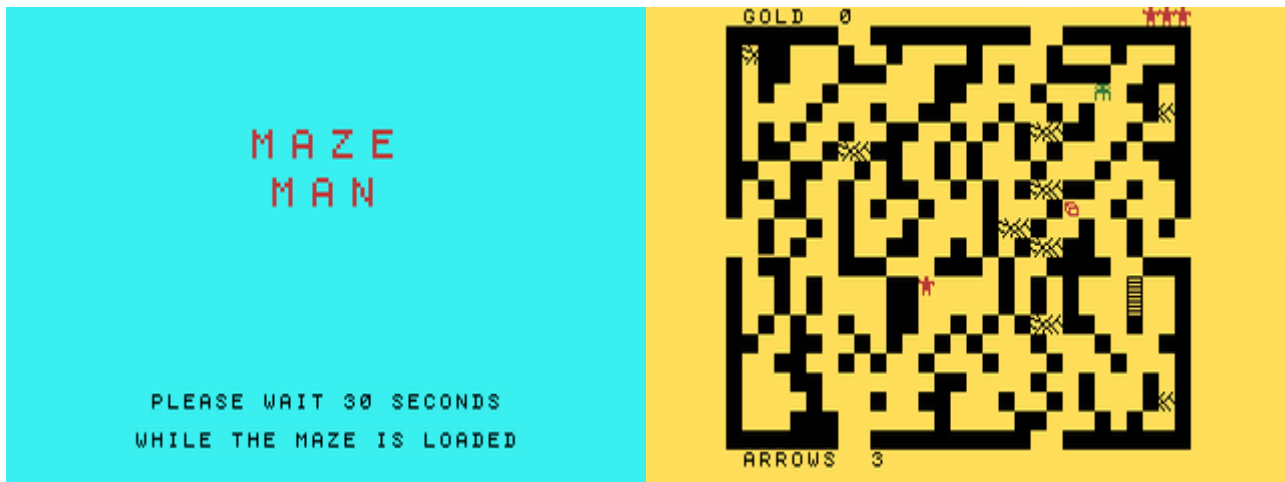 MAZE
MAN
PLEASE WAIT 30 SECONDS
WHILE THE MAZE IS LOADED
GOLD 0
ARROWS 3